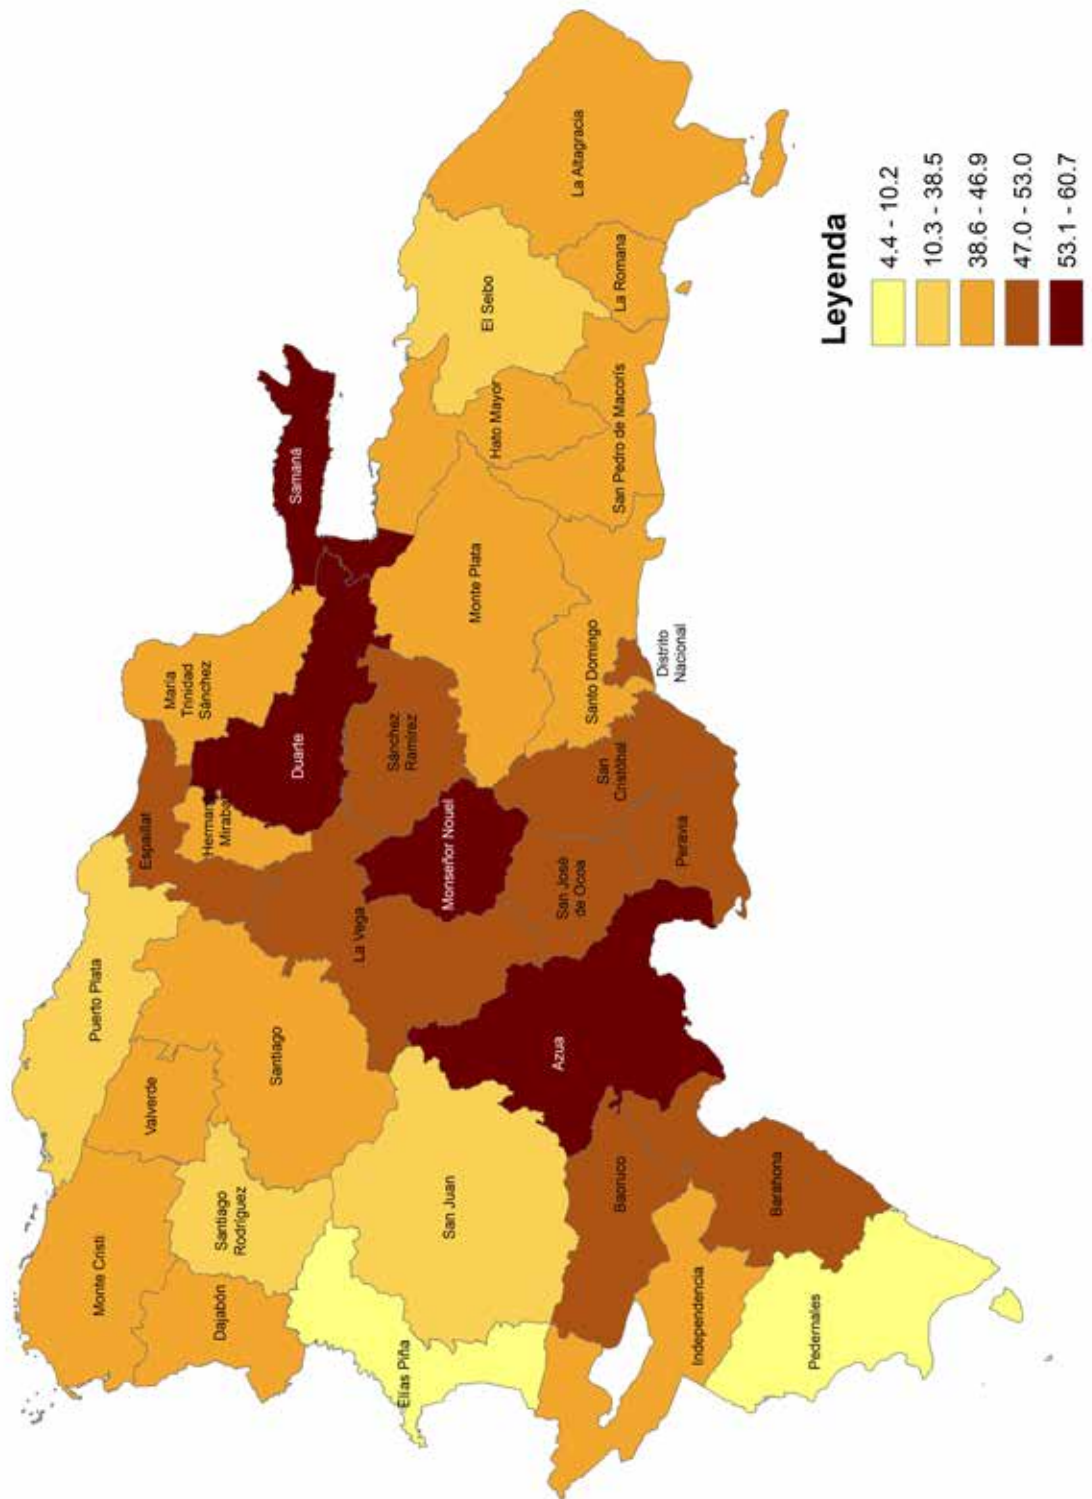 Puerto Plata
Monte Cristi
Valverde
Espaillat
María
Trinidad
Sánchez
Dajabón
Santiago
Rodríguez
Santiago
Herman
Mirabal
Duarte
Samaná
Elías Piña
San Juan
La Vega
Sánchez
Ramírez
Monseñor Nouel
Monte Plata
Hato Mayor
El Seibo
La Altagracia
Azua
San José
de Ocoa
San
Cristóbal
Santo Domingo
San Pedro de Macorís
La Romana
Distrito
Nacional
Baoruco
Peravia
Independencia
Barahona
Pedernales
Leyenda
4.4 - 10.2
10.3 - 38.5
38.6 - 46.9
47.0 - 53.0
53.1 - 60.7